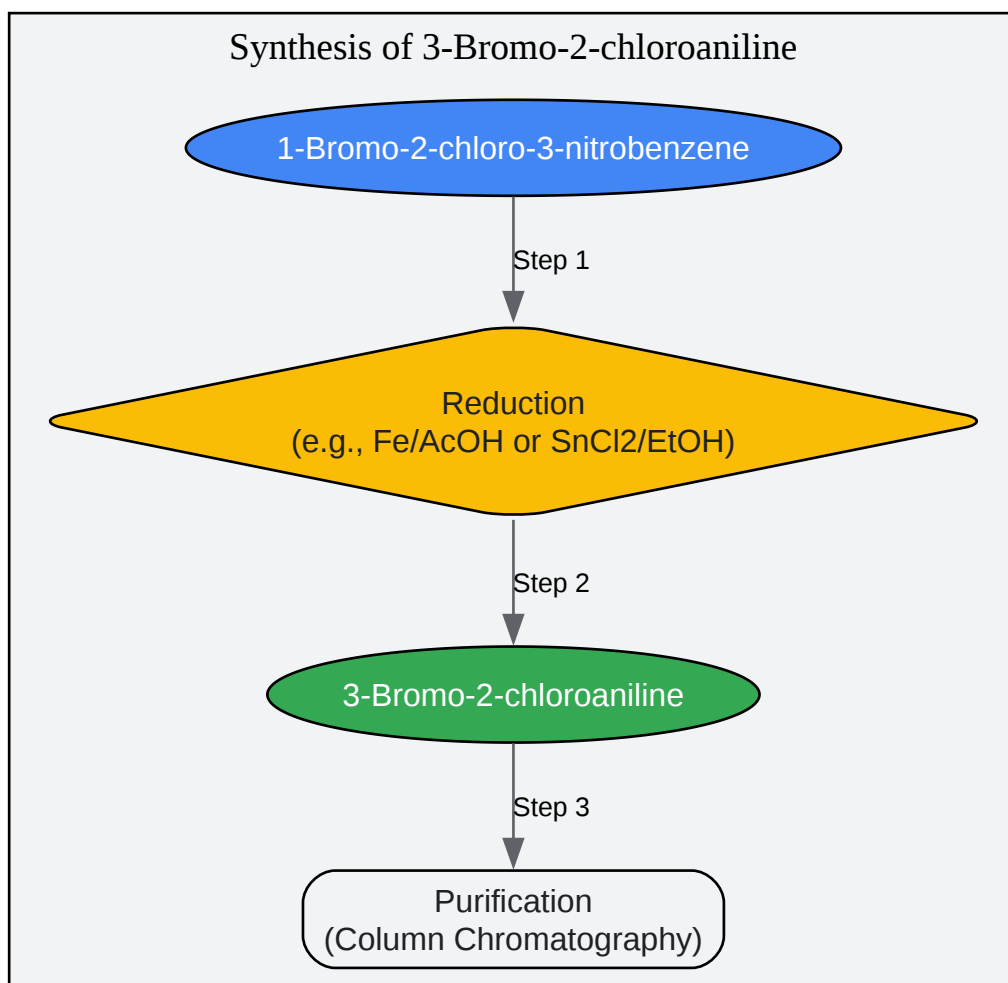 Synthesis of 3-Bromo-2-chloroaniline
1-Bromo-2-chloro-3-nitrobenzene
Step 1
Reduction
(e.g., Fe/AcOH or SnCl2/EtOH)
Step 2
3-Bromo-2-chloroaniline
Step 3
Purification
(Column Chromatography)